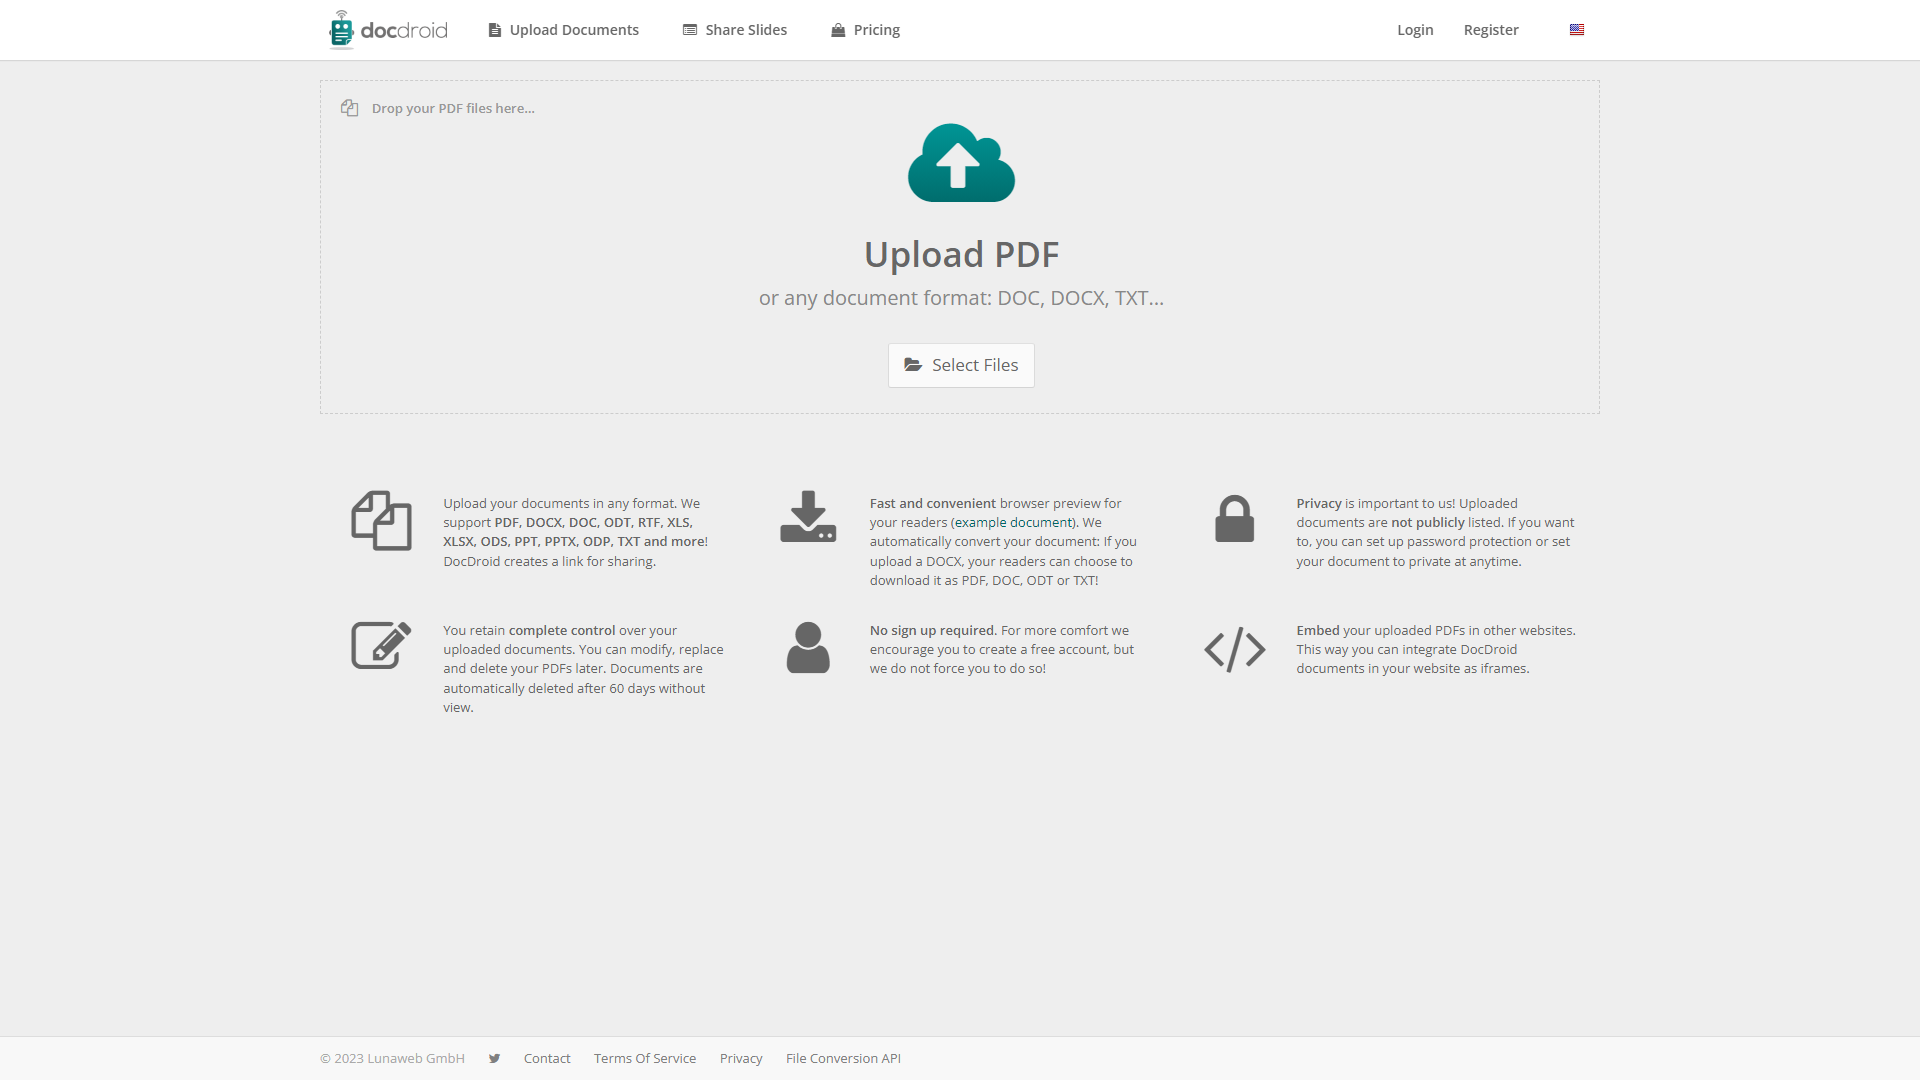 docdroid
Upload Documents
Share Slides
Pricing
Login
Register
Drop your PDF files here...
Upload PDF
or any document format: DOC, DOCX, TXT...
Select Files
Upload your documents in any format. We
support PDF, DOCX, DOC, ODT, RTF, XLS,
XLSX, ODS, PPT, PPTX, ODP, TXT and more!
DocDroid creates a link for sharing.
Fast and convenient browser preview for
your readers (example document). We
automatically convert your document: If you
upload a DOCX, your readers can choose to
download it as PDF, DOC, ODT or TXT!
Privacy is important to us! Uploaded
documents are not publicly listed. If you want
to, you can set up password protection or set
your document to private at anytime.
You retain complete control over your
uploaded documents. You can modify, replace
and delete your PDFs later. Documents are
automatically deleted after 60 days without
view.
No sign up required. For more comfort we
encourage you to create a free account, but
we do not force you to do so!
Embed your uploaded PDFs in other websites.
This way you can integrate DocDroid
documents in your website as iframes.
© 2023 Lunaweb GmbH
Contact
Terms Of Service
Privacy
File Conversion API